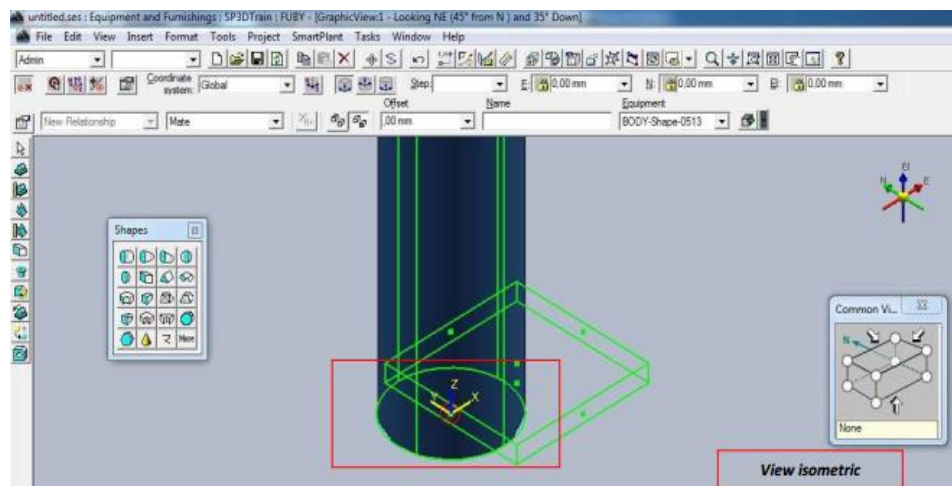 untitled.ses : Equipment and Furnishings : SP3DTrain : FUBY - [GraphicView:1 - Looking NE (45° from N ) and 35° Down]
File Edit View Insert Format Tools Project SmartPlant Tasks Window Help
Admin
Coordinate system: Global Step: E: 0.00 mm N: 0.00 mm El: 0.00 mm
Offset Name Equipment
New Relationship Mate .00 mm BODY-Shape-0513
El
N E
Shapes
More
Common Vi...
N
None
Z
Y X
View isometric